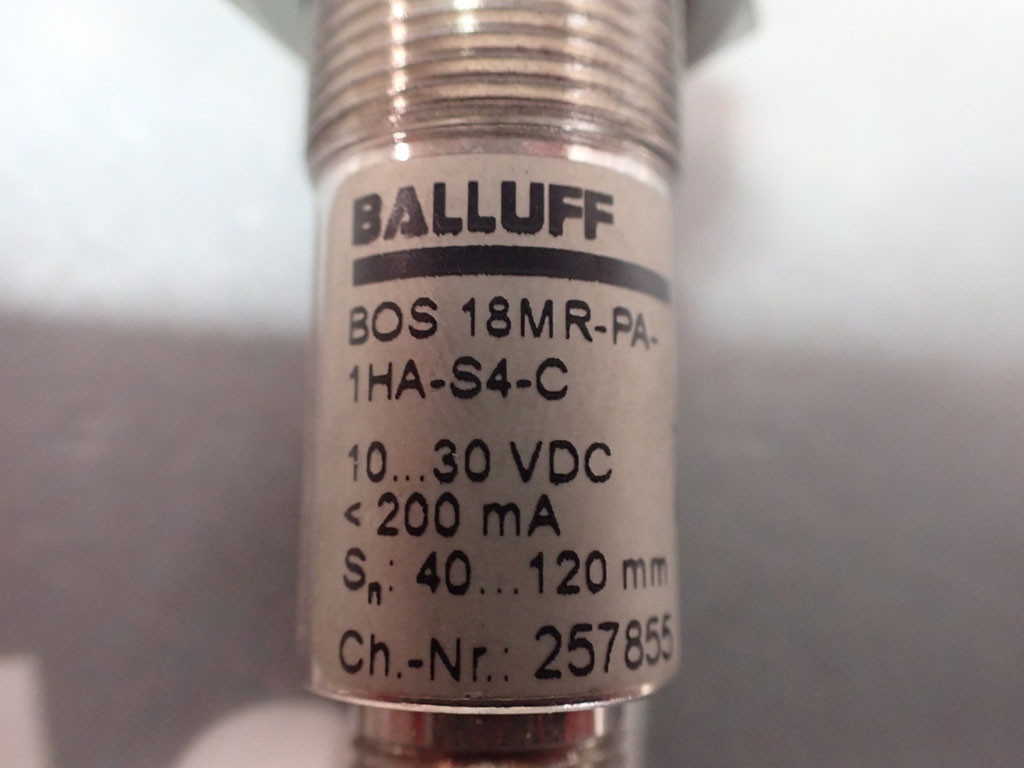 BALLUFF
BOS 18MR-PA-
1HA-S4-C
10...30 VDC
< 200 mA
Sn: 40...120 mm
Ch.-Nr.: 257855